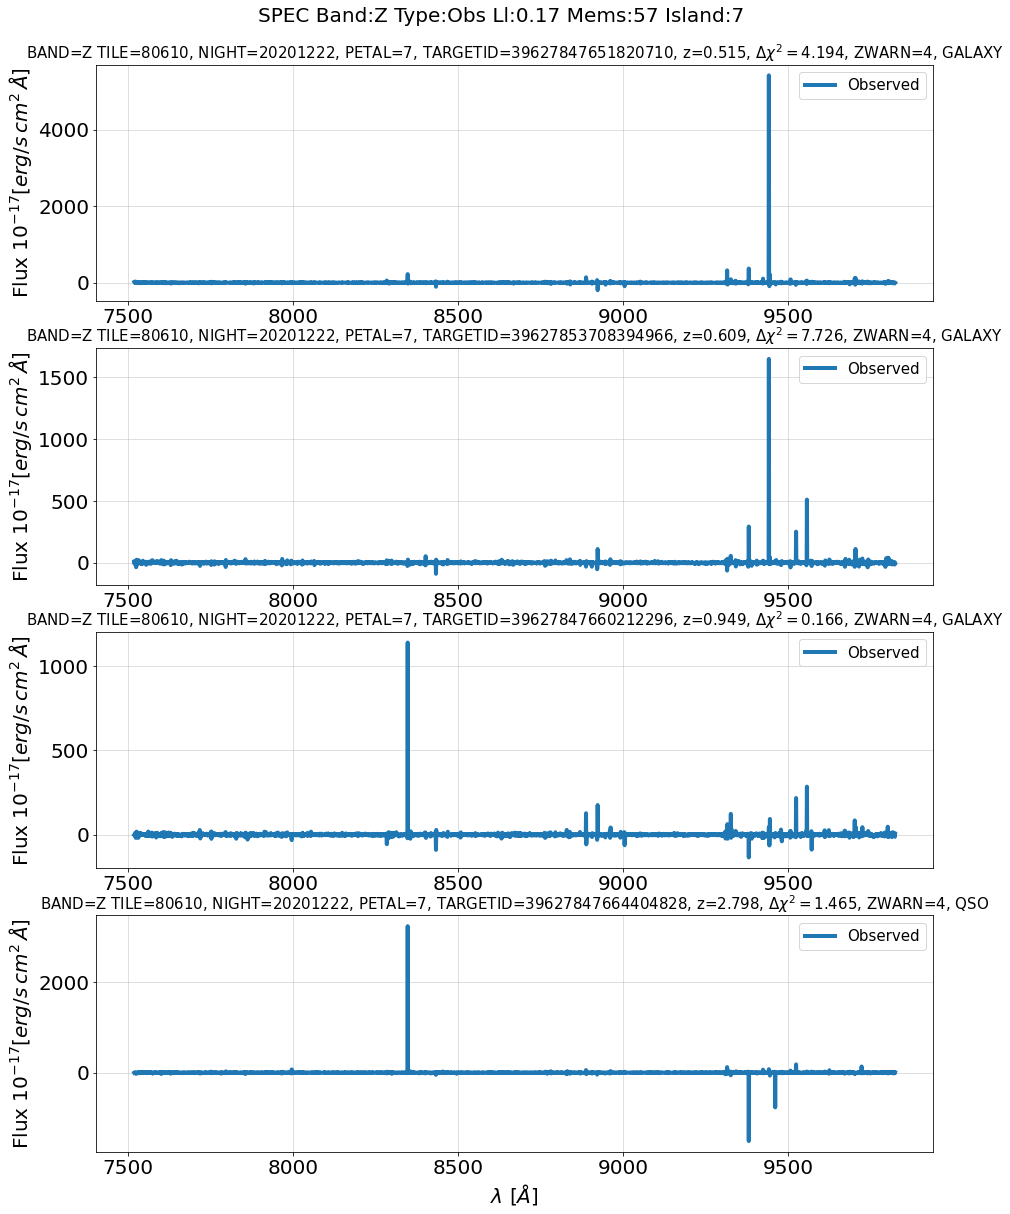 SPEC Band:Z Type:Obs Ll:0.17 Mems:57 Island:7
BAND=Z TILE=80610, NIGHT=20201222, PETAL=7, TARGETID=39627847651820710, z=0.515, Δχ² = 4.194, ZWARN=4, GALAXY
Flux 10⁻¹⁷[erg/s cm² Å]
4000
2000
0
Observed
7500 8000 8500 9000 9500
BAND=Z TILE=80610, NIGHT=20201222, PETAL=7, TARGETID=39627853708394966, z=0.609, Δχ² = 7.726, ZWARN=4, GALAXY
Flux 10⁻¹⁷[erg/s cm² Å]
1500
1000
500
0
Observed
7500 8000 8500 9000 9500
BAND=Z TILE=80610, NIGHT=20201222, PETAL=7, TARGETID=39627847660212296, z=0.949, Δχ² = 0.166, ZWARN=4, GALAXY
Flux 10⁻¹⁷[erg/s cm² Å]
1000
500
0
Observed
7500 8000 8500 9000 9500
BAND=Z TILE=80610, NIGHT=20201222, PETAL=7, TARGETID=39627847664404828, z=2.798, Δχ² = 1.465, ZWARN=4, QSO
Flux 10⁻¹⁷[erg/s cm² Å]
2000
0
Observed
7500 8000 8500 9000 9500
λ [Å]